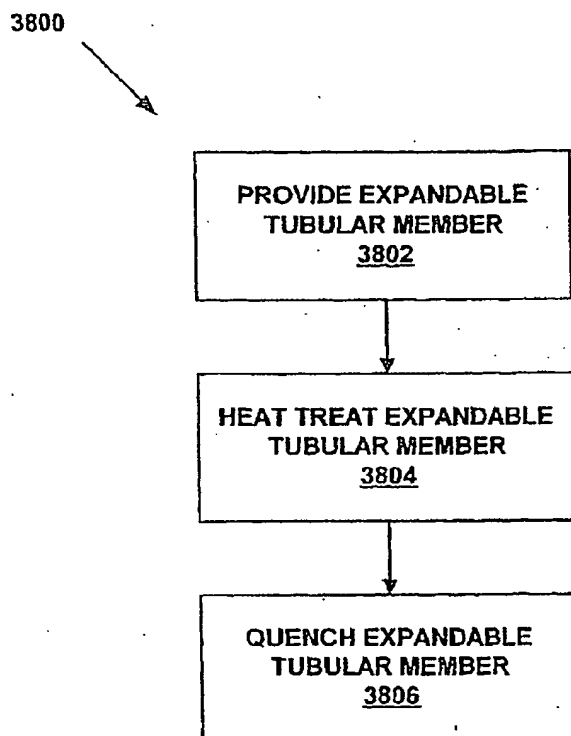 3800
PROVIDE EXPANDABLE
TUBULAR MEMBER
3802
HEAT TREAT EXPANDABLE
TUBULAR MEMBER
3804
QUENCH EXPANDABLE
TUBULAR MEMBER
3806